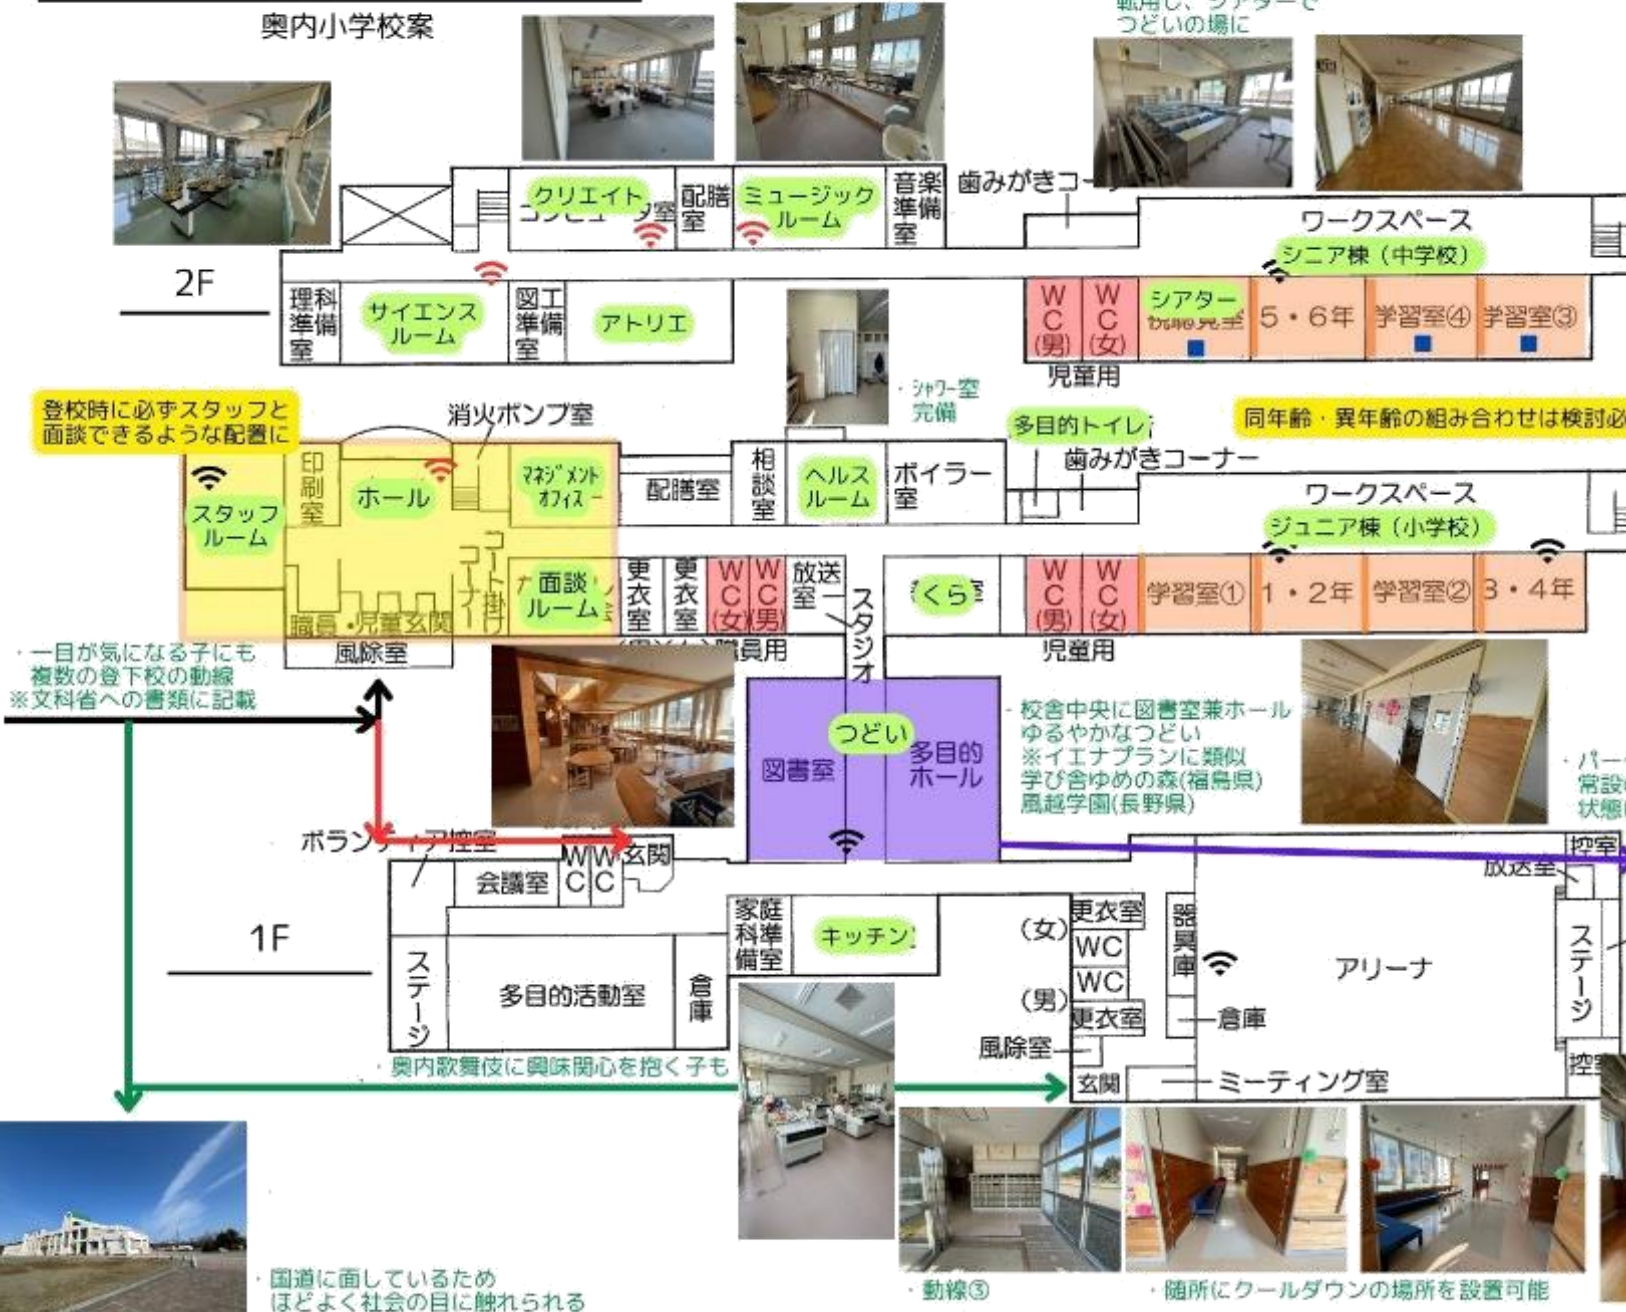 奥内小学校案
転用し、シアターで
つどいの場に
クリエイト
配膳
室
ミュージック
ルーム
音楽
準備
室
歯みがきコー
ワークスペース
シニア棟(中学校)
2F
理科
準備
室
サイエンス
ルーム
図工
準備
室
アトリエ
WC
(男)
WC
(女)
シアター
5・6年
学習室④
学習室③
児童用
・シャワー室
完備
登校時に必ずスタッフと
面談できるような配置に
消火ポンプ室
多目的トイレ
歯みがきコーナー
同年齢・異年齢の組み合わせは検討必
スタッフ
ルーム
印刷室
ホール
マネジメント
オフィス
配膳室
相談室
ヘルス
ルーム
ボイラー
室
ワークスペース
ジュニア棟(小学校)
コート掛け
コーナー
面談
ルーム
更衣室
更衣室
WC
(女)
WC
(男)
放送
室
スタジオ
くら
WC
(男)
WC
(女)
学習室①
1・2年
学習室②
3・4年
職員・児童玄関
風除室
職員用
児童用
・一目が気になる子にも
複数の登下校の動線
※文科省への書類に記載
つどい
図書室
多目的
ホール
・校舎中央に図書室兼ホール
ゆるやかなつどい
※イエナプランに類似
学び舎ゆめの森(福島県)
風越学園(長野県)
・パー
常設
状態
ボランティア控室
会議室
WC
WC
玄関
控室
放送室
1F
ステージ
多目的活動室
倉庫
家庭
科準
備室
キッチン
(女)
更衣室
WC
WC
(男)
更衣室
器具庫
アリーナ
ステージ
倉庫
風除室
玄関
ミーティング室
控
・奥内歌舞伎に興味関心を抱く子も
・国道に面しているため
ほどよく社会の目に触れられる
・動線③
・随所にクールダウンの場所を設置可能